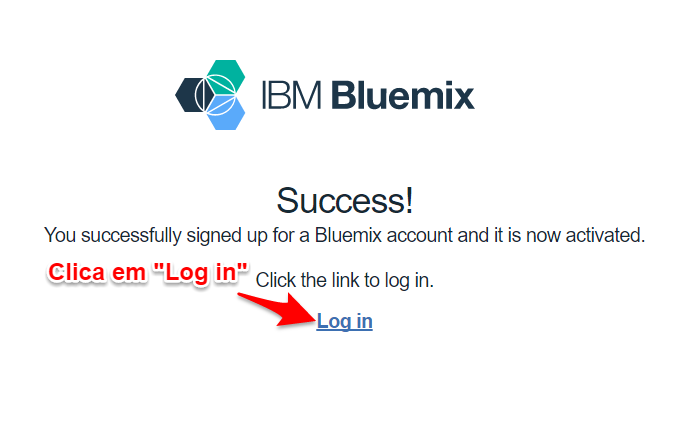 IBM Bluemix
Success!
You successfully signed up for a Bluemix account and it is now activated.
Clica em "Log in"
Click the link to log in.
Log in